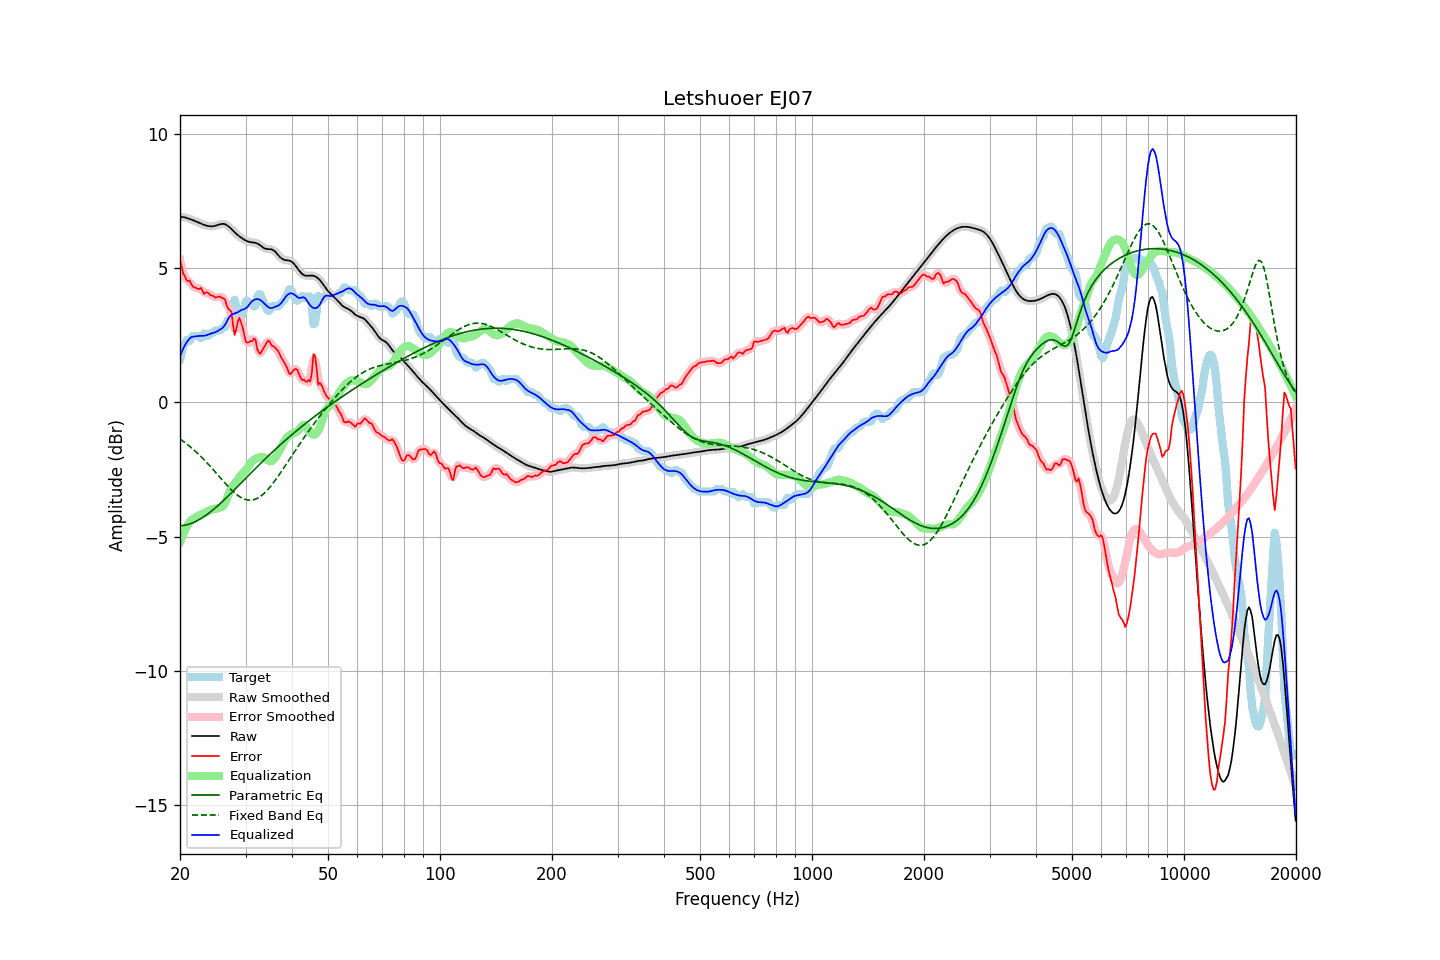 Letshuoer EJ07
Amplitude (dBr)
10
5
0
−5
−10
−15
Target
Raw Smoothed
Error Smoothed
Raw
Error
Equalization
Parametric Eq
Fixed Band Eq
Equalized
20 50 100 200 500 1000 2000 5000 10000 20000
Frequency (Hz)